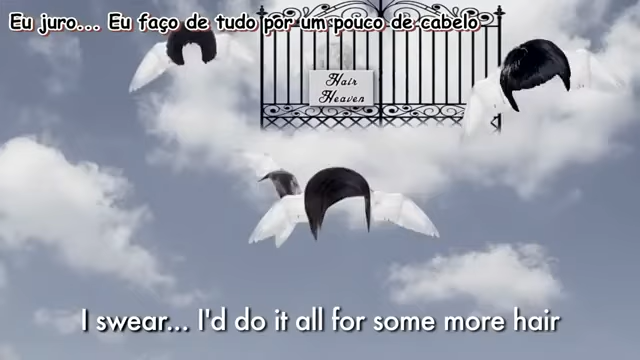 Eu juro... Eu faço de tudo por um pouco de cabelo
Hair
Heaven
I swear... I'd do it all for some more hair